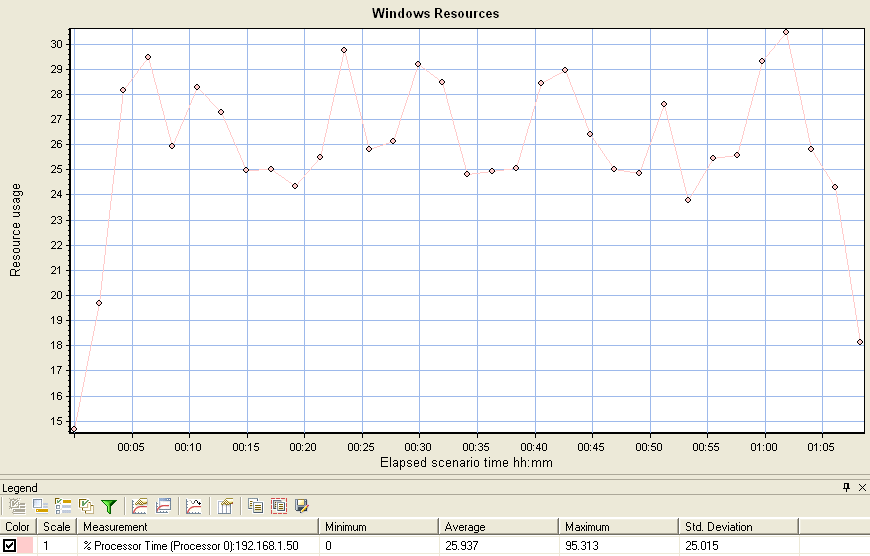 Windows Resources
30
29
28
27
26
25
24
23
22
21
20
19
18
17
16
15
Resource usage
00:05 00:10 00:15 00:20 00:25 00:30 00:35 00:40 00:45 00:50 00:55 01:00 01:05
Elapsed scenario time hh:mm
Legend
Color Scale Measurement Minimum Average Maximum Std. Deviation
1 % Processor Time (Processor 0):192.168.1.50 0 25.937 95.313 25.015